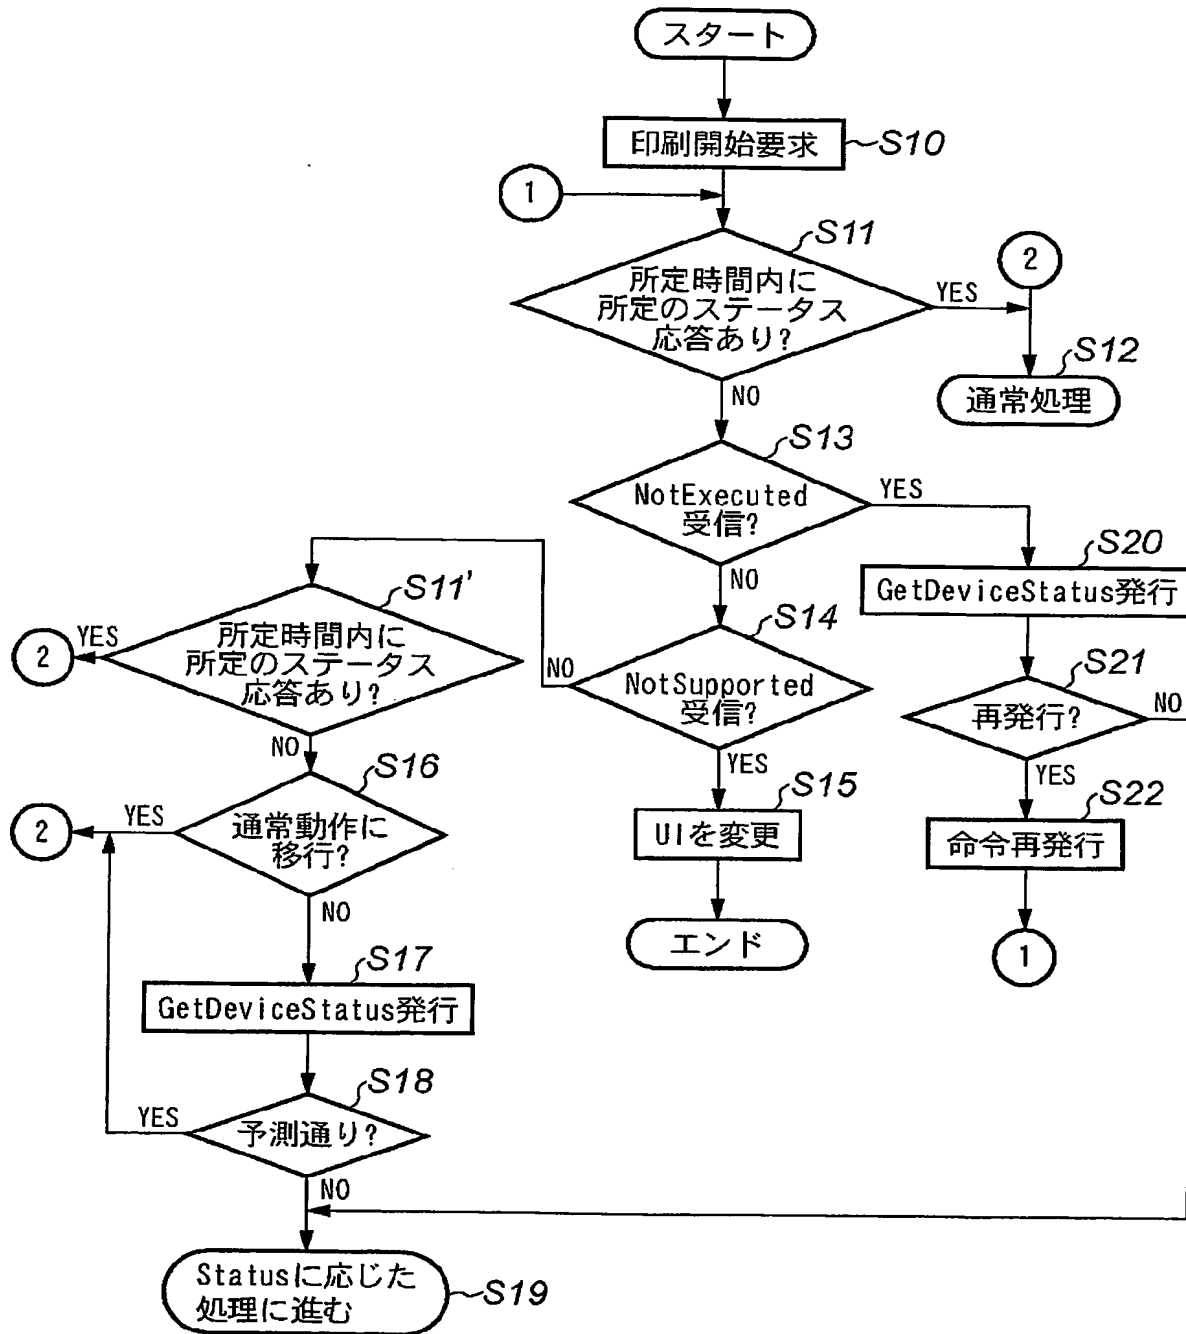 スタート
印刷開始要求
S10
1
S11
所定時間内に
所定のステータス
応答あり?
YES
2
S12
通常処理
NO
S13
NotExecuted
受信?
YES
S20
GetDeviceStatus発行
NO
S11'
所定時間内に
所定のステータス
応答あり?
YES
2
S14
NotSupported
受信?
NO
S21
再発行?
NO
NO
YES
YES
S16
通常動作に
移行?
YES
2
S15
UIを変更
S22
命令再発行
NO
エンド
1
S17
GetDeviceStatus発行
S18
予測通り?
YES
NO
Statusに応じた
処理に進む
S19